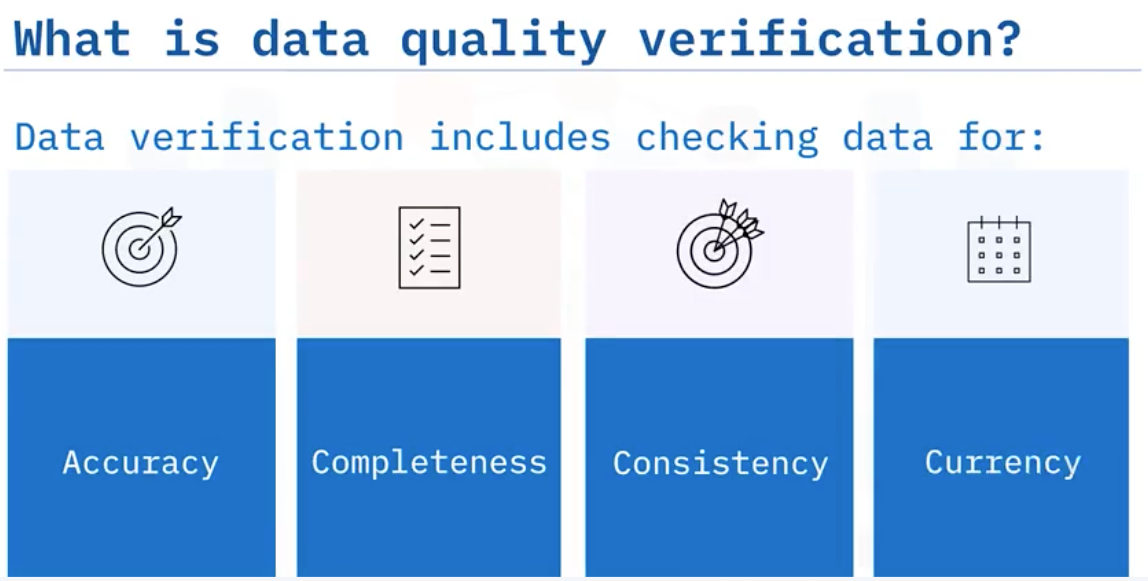 What is data quality verification?
Data verification includes checking data for:
Accuracy
Completeness
Consistency
Currency